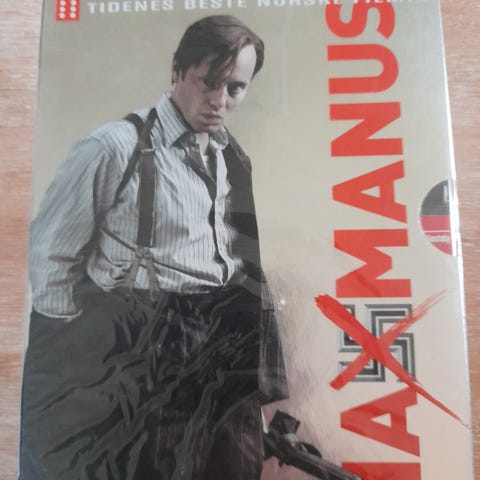 TIDENES BESTE NORSKE
MAX MANUS